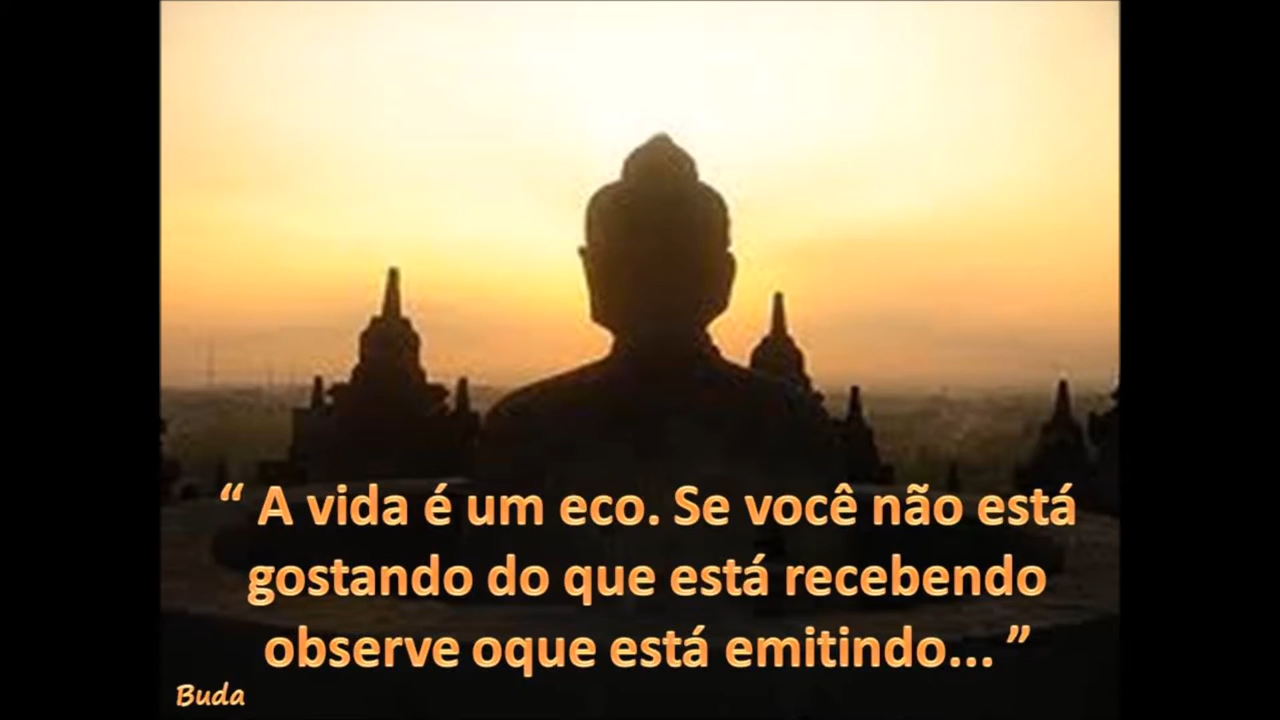 “ A vida é um eco. Se você não está
gostando do que está recebendo
observe oque está emitindo... ”
Buda